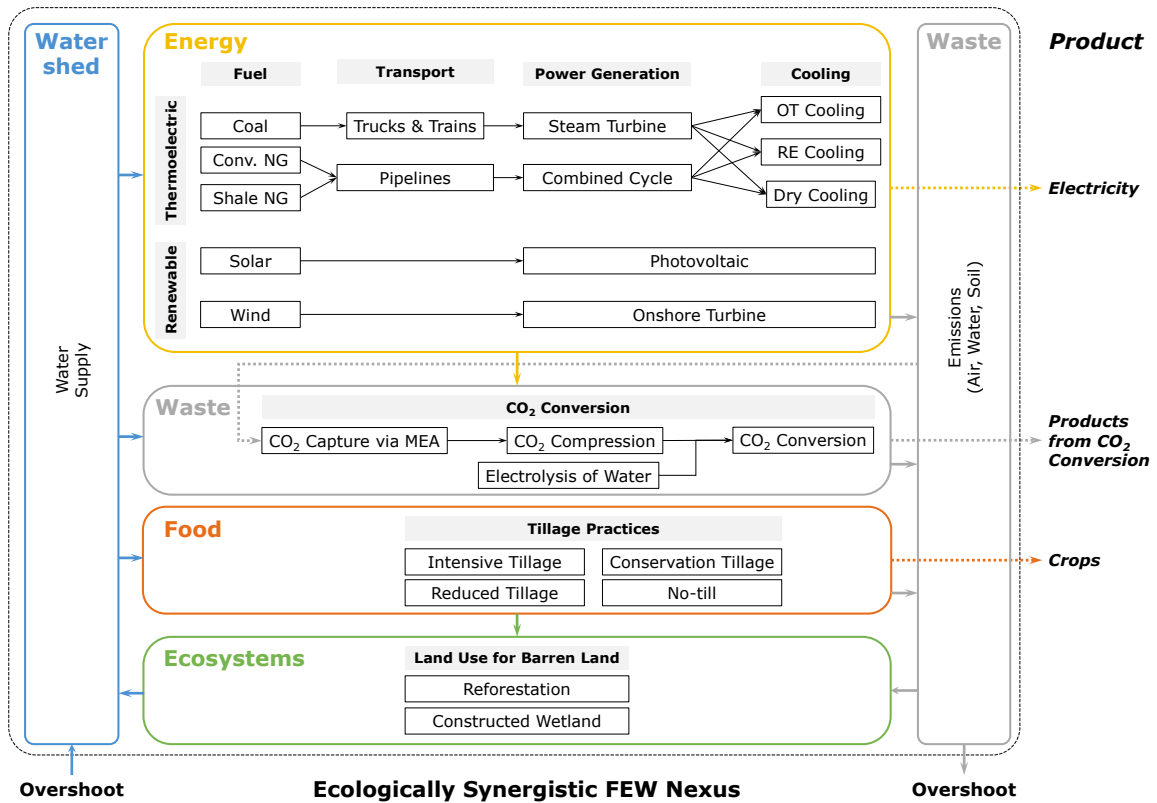 Water
shed
Energy
Waste
Product
Fuel
Transport
Power Generation
Cooling
Thermoelectric
Coal
Trucks & Trains
Steam Turbine
OT Cooling
Conv. NG
Shale NG
Pipelines
Combined Cycle
RE Cooling
Dry Cooling
Electricity
Renewable
Solar
Photovoltaic
Wind
Onshore Turbine
Water
Supply
Emissions
(Air, Water, Soil)
Waste
CO₂ Conversion
CO₂ Capture via MEA
CO₂ Compression
CO₂ Conversion
Electrolysis of Water
Products
from CO₂
Conversion
Food
Tillage Practices
Intensive Tillage
Conservation Tillage
Reduced Tillage
No-till
Crops
Ecosystems
Land Use for Barren Land
Reforestation
Constructed Wetland
Overshoot
Ecologically Synergistic FEW Nexus
Overshoot